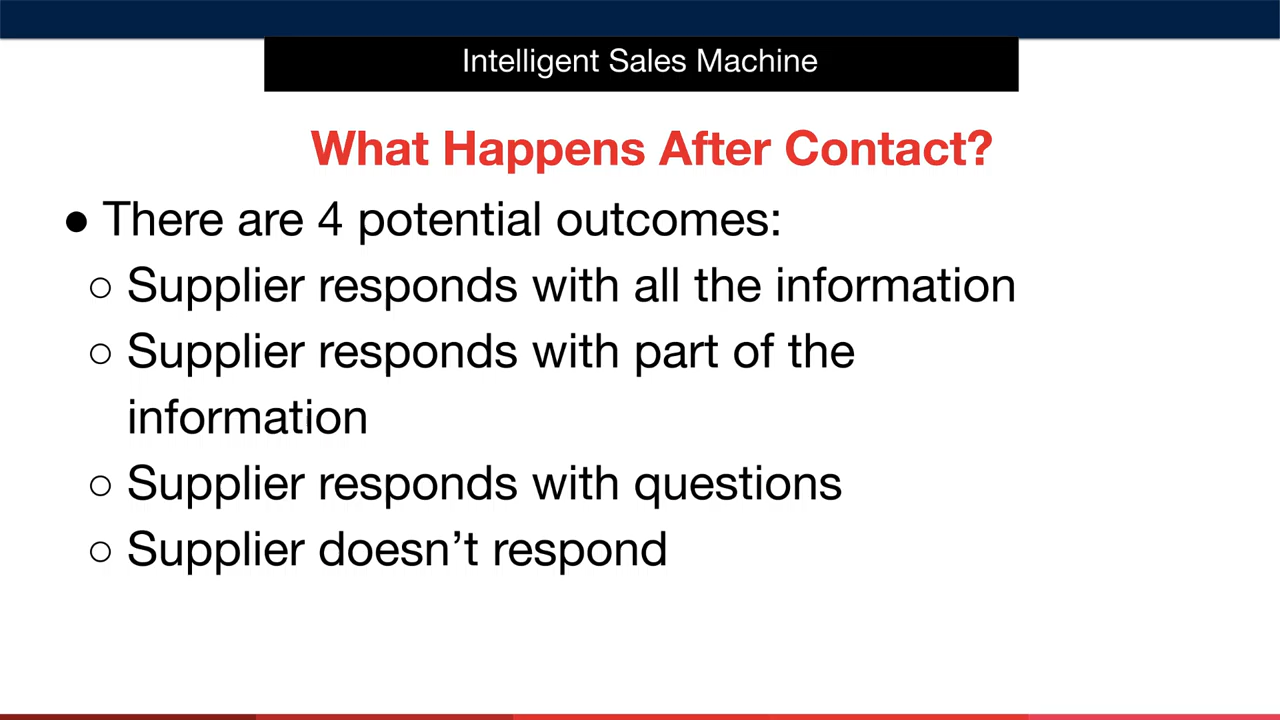 Intelligent Sales Machine
What Happens After Contact?
● There are 4 potential outcomes:
○ Supplier responds with all the information
○ Supplier responds with part of the
information
○ Supplier responds with questions
○ Supplier doesn’t respond